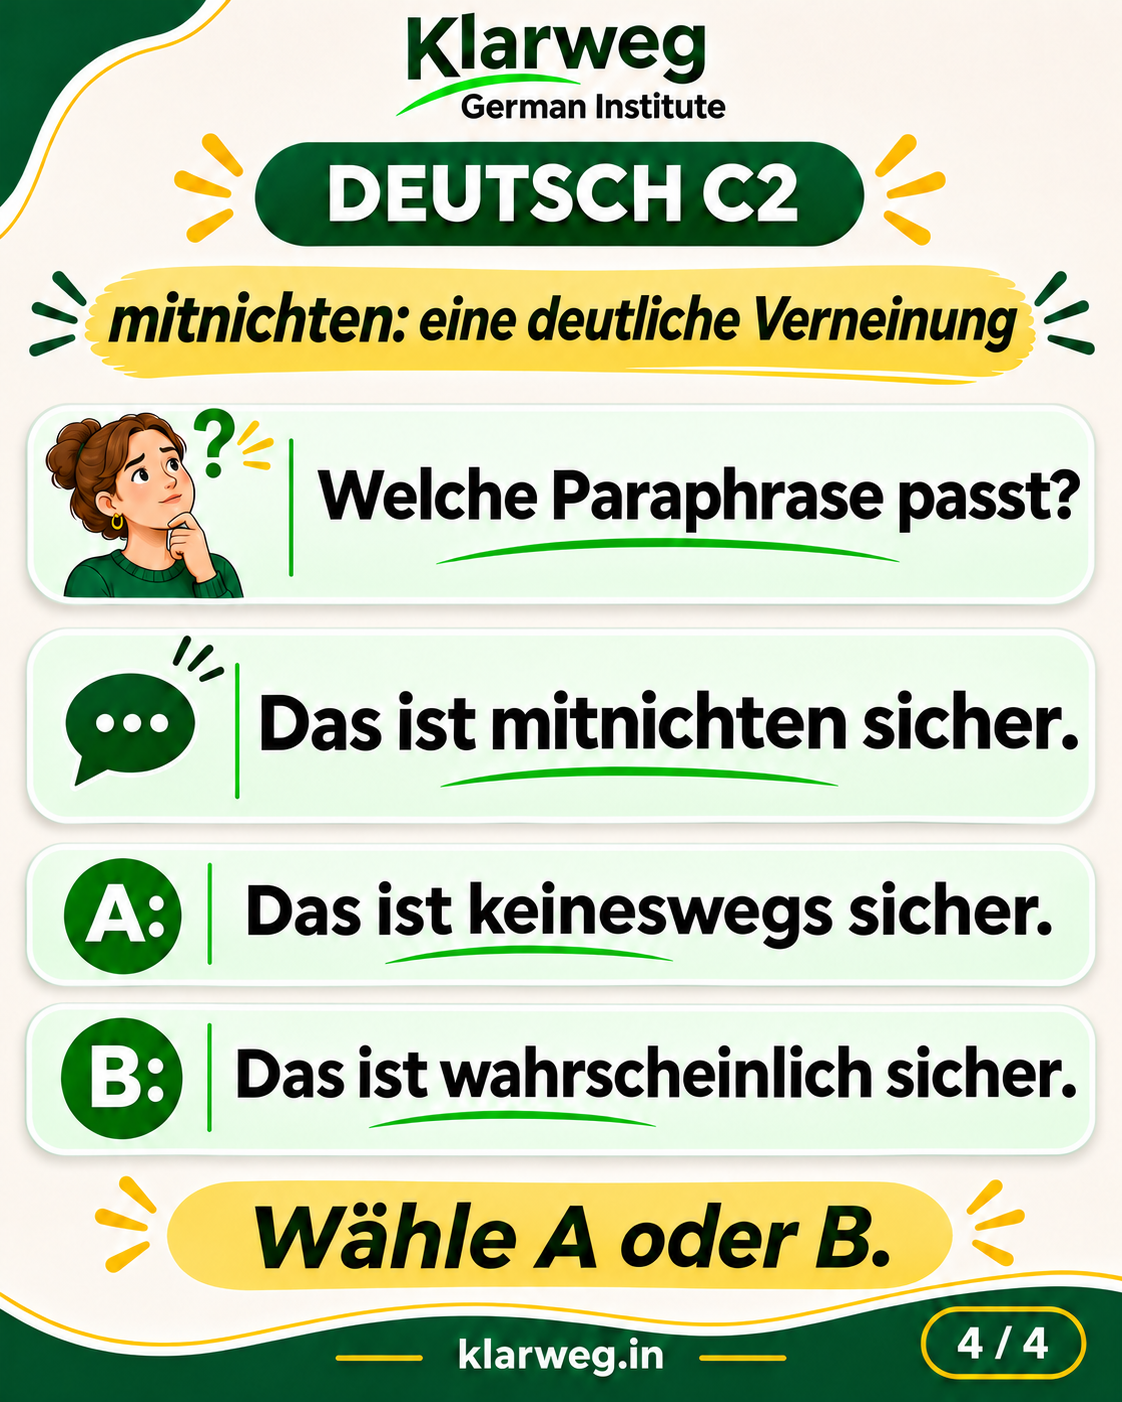 Klarweg
German Institute
DEUTSCH C2
mitnichten: eine deutliche Verneinung
?
Welche Paraphrase passt?
Das ist mitnichten sicher.
A: Das ist keineswegs sicher.
B: Das ist wahrscheinlich sicher.
Wähle A oder B.
klarweg.in
4 / 4